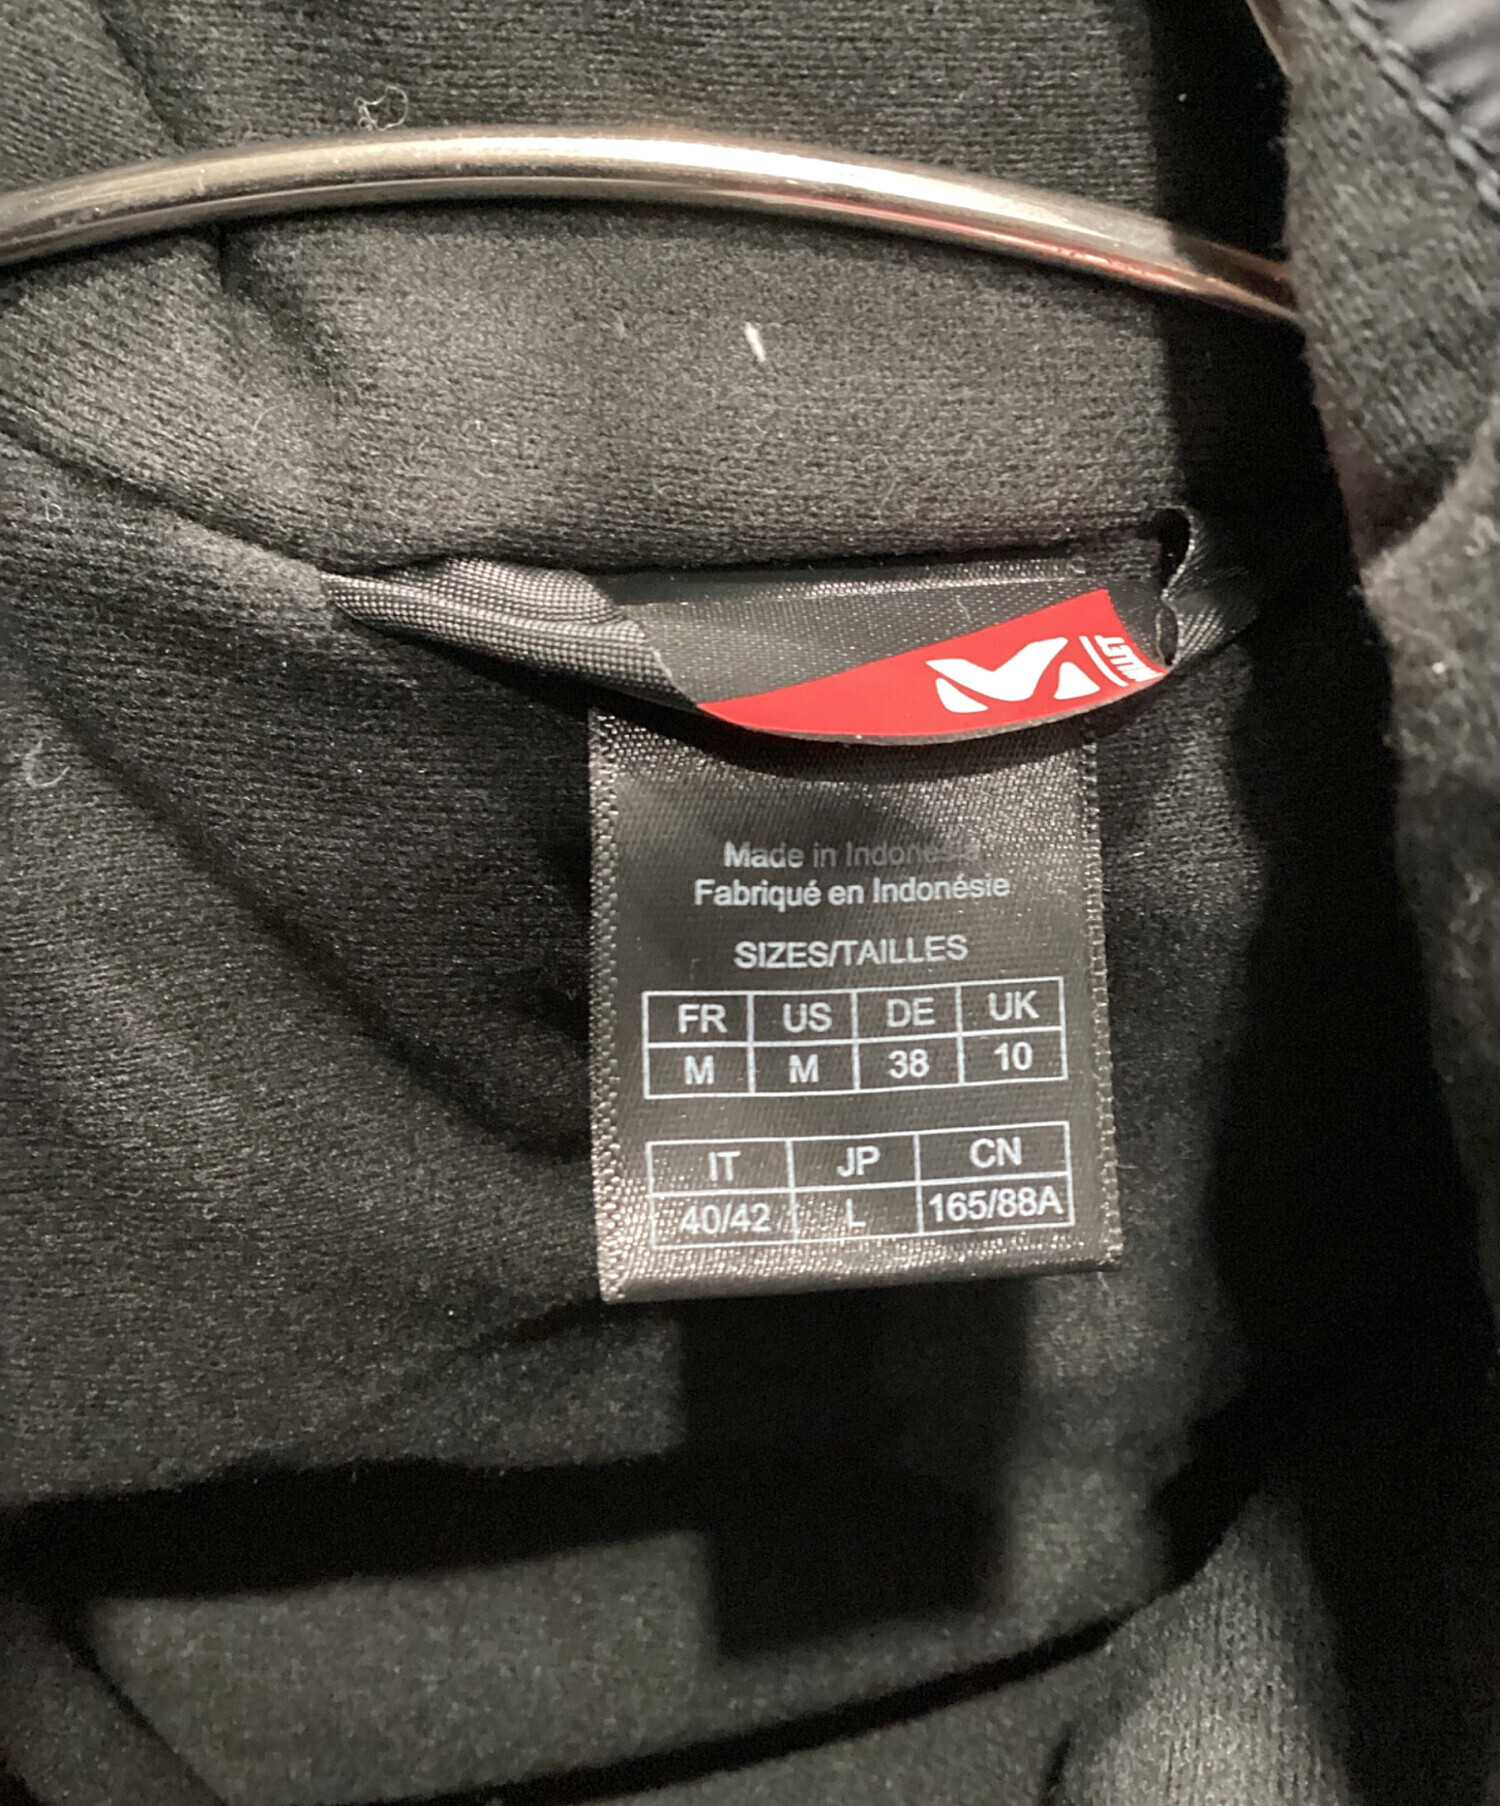 MILLET
Made in Indonesia
Fabriqué en Indonésie
SIZES/TAILLES
FR US DE UK
M M 38 10
IT JP CN
40/42 L 165/88A